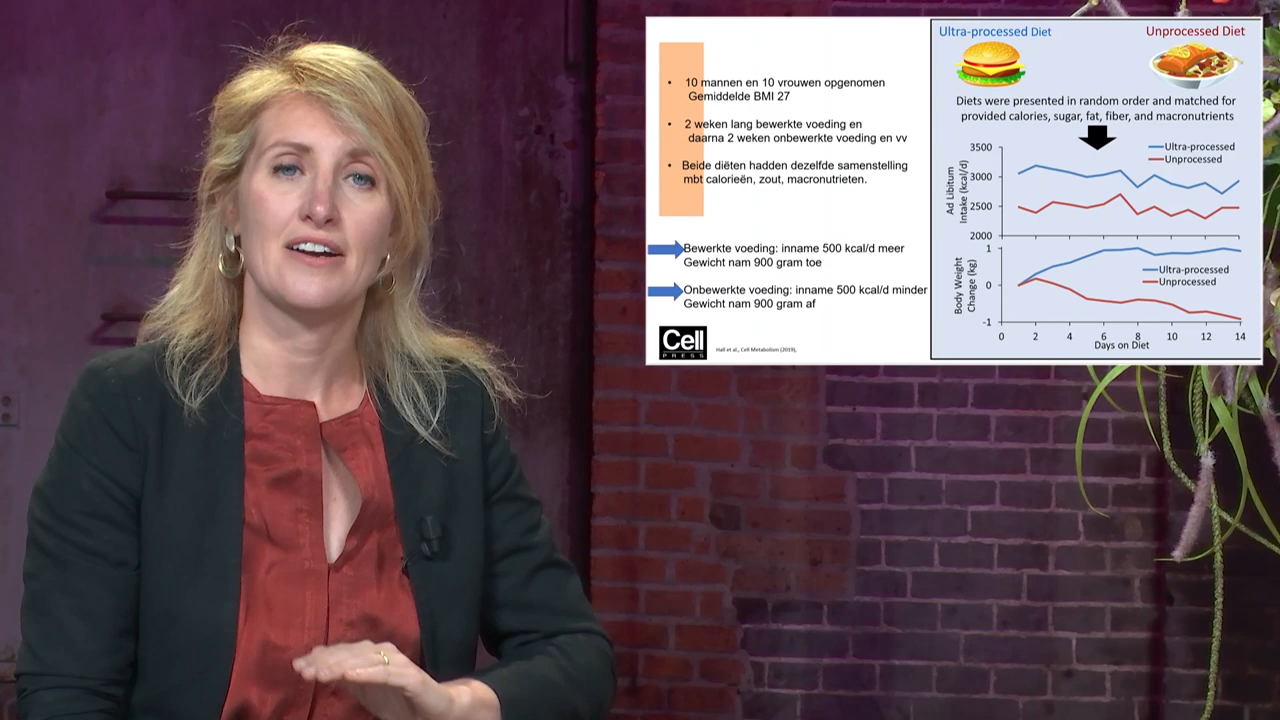 • 10 mannen en 10 vrouwen opgenomen
Gemiddelde BMI 27
• 2 weken lang bewerkte voeding en
daarna 2 weken onbewerkte voeding en vv
• Beide diëten hadden dezelfde samenstelling
mbt calorieën, zout, macronutrieten.
Bewerkte voeding: inname 500 kcal/d meer
Gewicht nam 900 gram toe
Onbewerkte voeding: inname 500 kcal/d minder
Gewicht nam 900 gram af
Cell
PRESS
Hall et al., Cell Metabolism (2019),
Ultra-processed Diet
Unprocessed Diet
Diets were presented in random order and matched for
provided calories, sugar, fat, fiber, and macronutrients
Ad Libitum
Intake (kcal/d)
3500
3000
2500
2000
Ultra-processed
Unprocessed
Body Weight
Change (kg)
1
0
-1
Ultra-processed
Unprocessed
0 2 4 6 8 10 12 14
Days on Diet